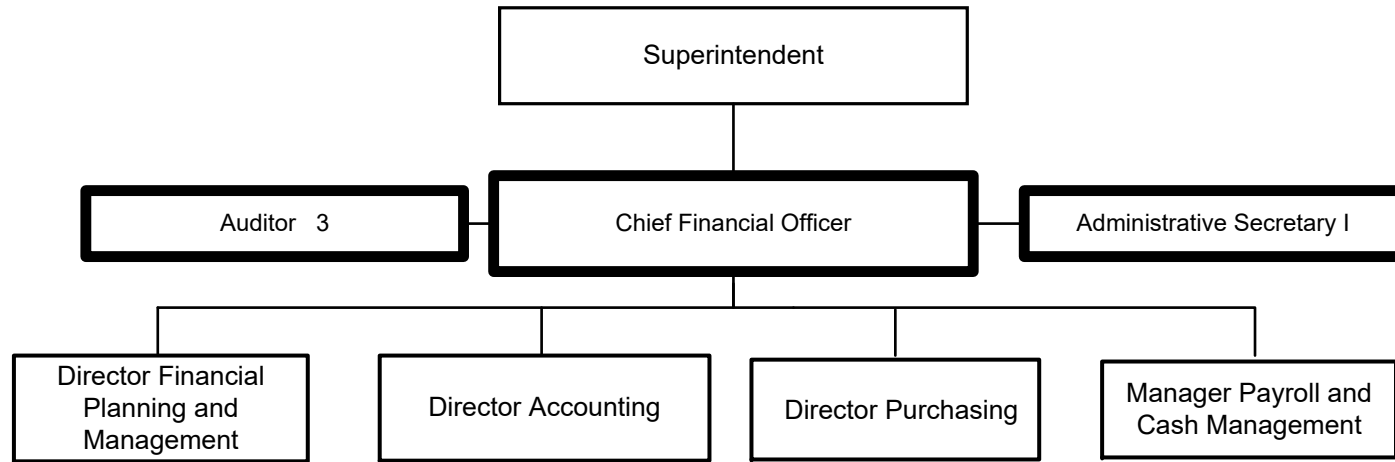 Superintendent
Auditor 3
Chief Financial Officer
Administrative Secretary I
Director Financial
Planning and
Management
Director Accounting
Director Purchasing
Manager Payroll and
Cash Management